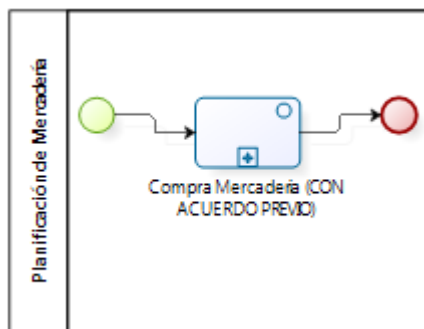 Planificación de Mercadería
Compra Mercadería (CON
ACUERDO PREVIO)